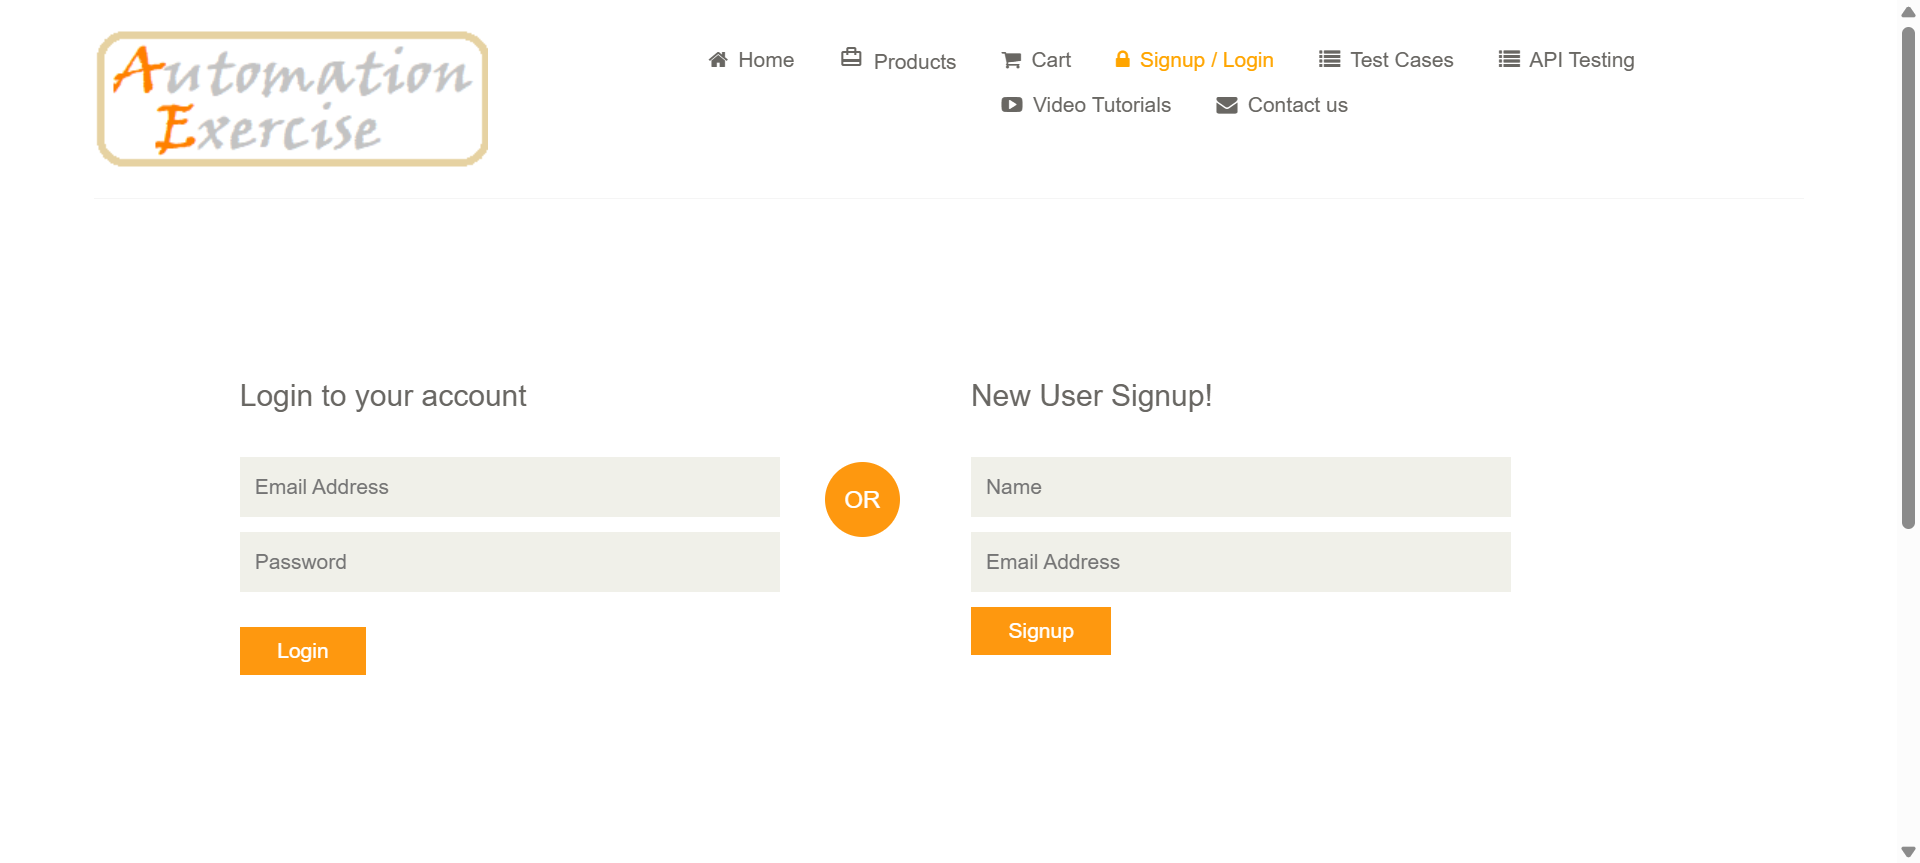 Automation
Exercise
Home Products Cart Signup / Login Test Cases API Testing
Video Tutorials Contact us
Login to your account
Email Address
Password
Login
OR
New User Signup!
Name
Email Address
Signup